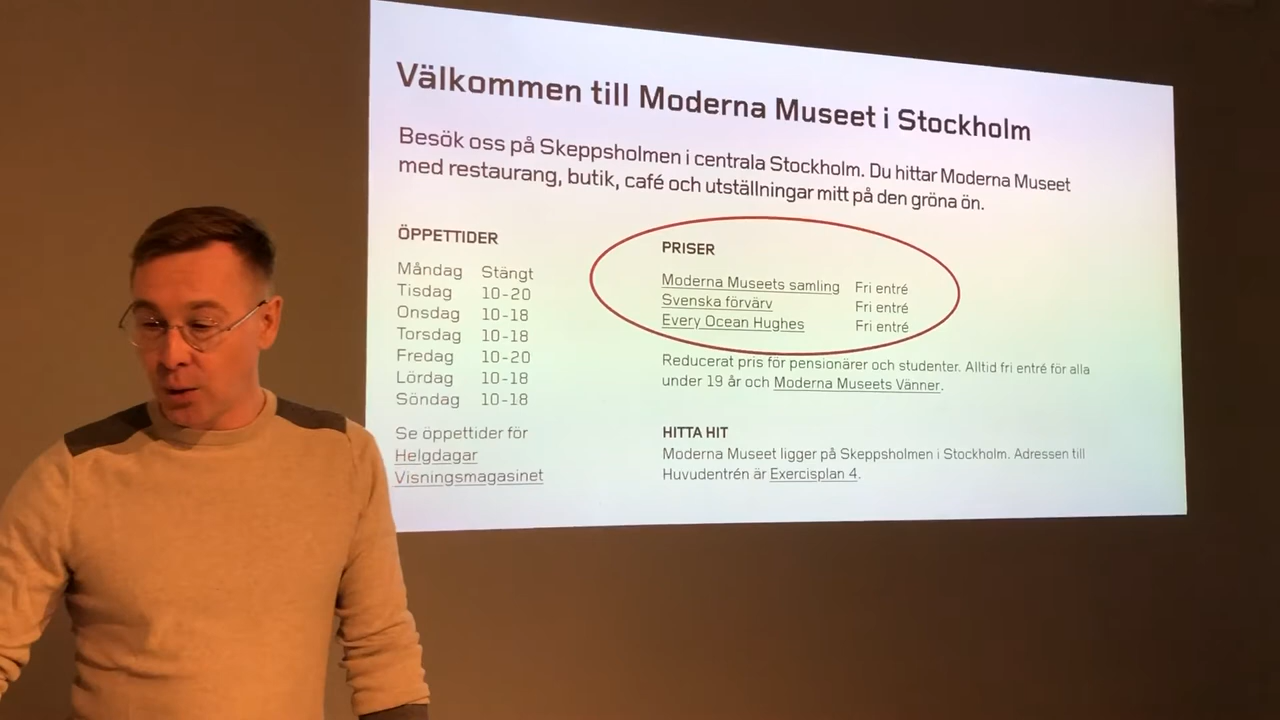 Välkommen till Moderna Museet i Stockholm
Besök oss på Skeppsholmen i centrala Stockholm. Du hittar Moderna Museet
med restaurang, butik, café och utställningar mitt på den gröna ön.
ÖPPETTIDER
Måndag Stängt
Tisdag 10-20
Onsdag 10-18
Torsdag 10-18
Fredag 10-20
Lördag 10-18
Söndag 10-18
Se öppettider för
Helgdagar
Visningsmagasinet
PRISER
Moderna Museets samling Fri entré
Svenska förvärv Fri entré
Every Ocean Hughes Fri entré
Reducerat pris för pensionärer och studenter. Alltid fri entré för alla
under 19 år och Moderna Museets Vänner.
HITTA HIT
Moderna Museet ligger på Skeppsholmen i Stockholm. Adressen till
Huvudentrén är Exercisplan 4.